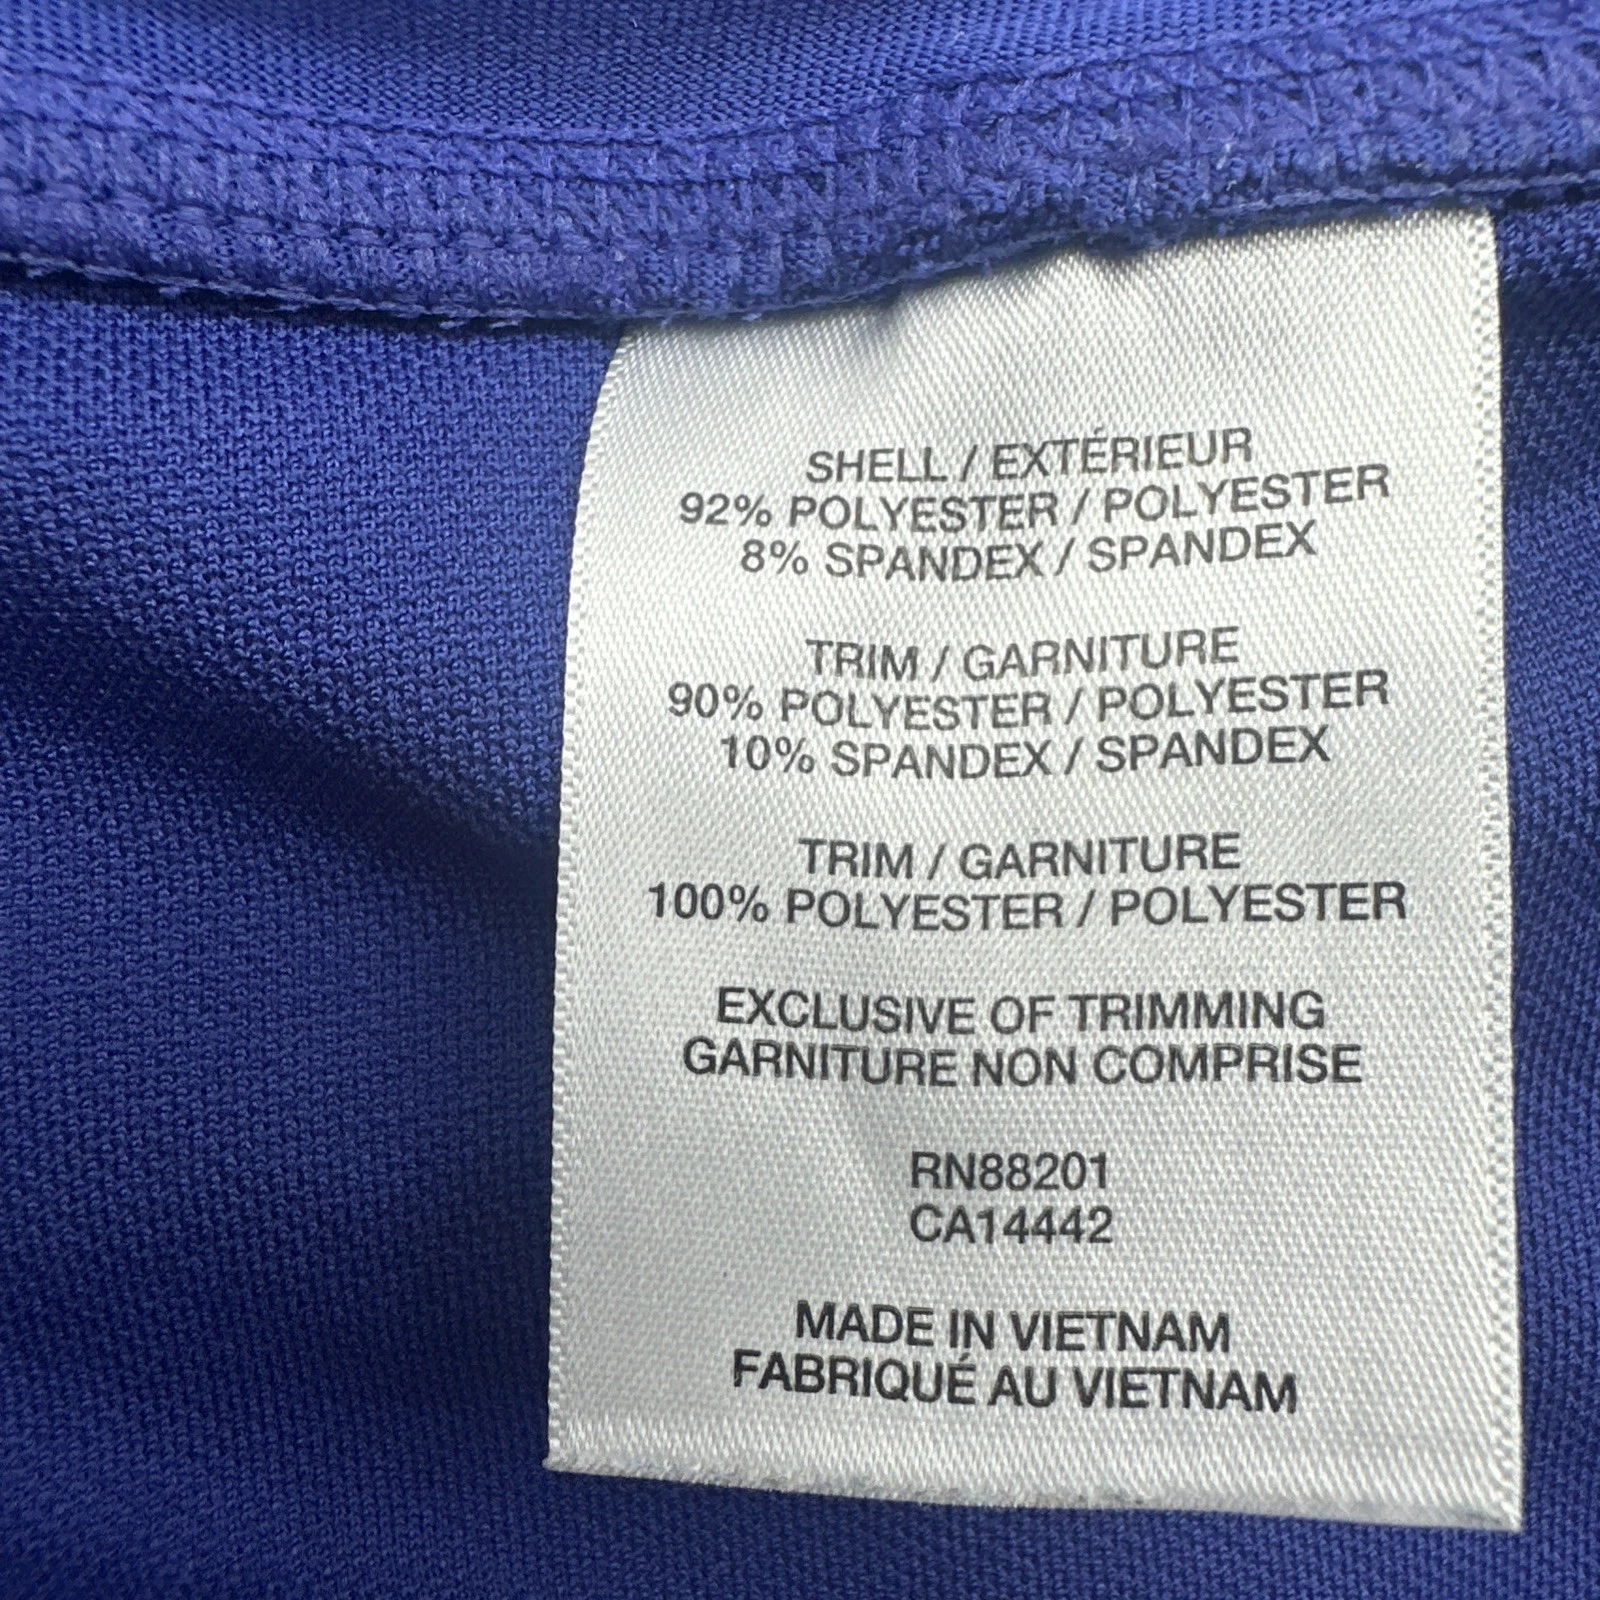 SHELL / EXTÉRIEUR
92% POLYESTER / POLYESTER
8% SPANDEX / SPANDEX
TRIM / GARNITURE
90% POLYESTER / POLYESTER
10% SPANDEX / SPANDEX
TRIM / GARNITURE
100% POLYESTER / POLYESTER
EXCLUSIVE OF TRIMMING
GARNITURE NON COMPRISE
RN88201
CA14442
MADE IN VIETNAM
FABRIQUÉ AU VIETNAM